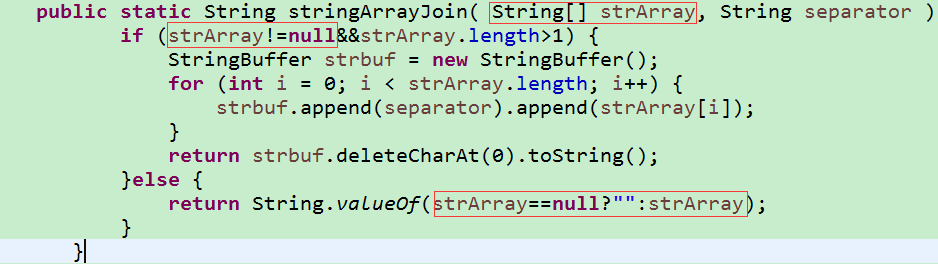 public static String stringArrayJoin( String[] strArray, String separator )
if (strArray!=null&&strArray.length>1) {
StringBuffer strbuf = new StringBuffer();
for (int i = 0; i < strArray.length; i++) {
strbuf.append(separator).append(strArray[i]);
}
return strbuf.deleteCharAt(0).toString();
}else {
return String.valueOf(strArray==null?"":strArray);
}
}